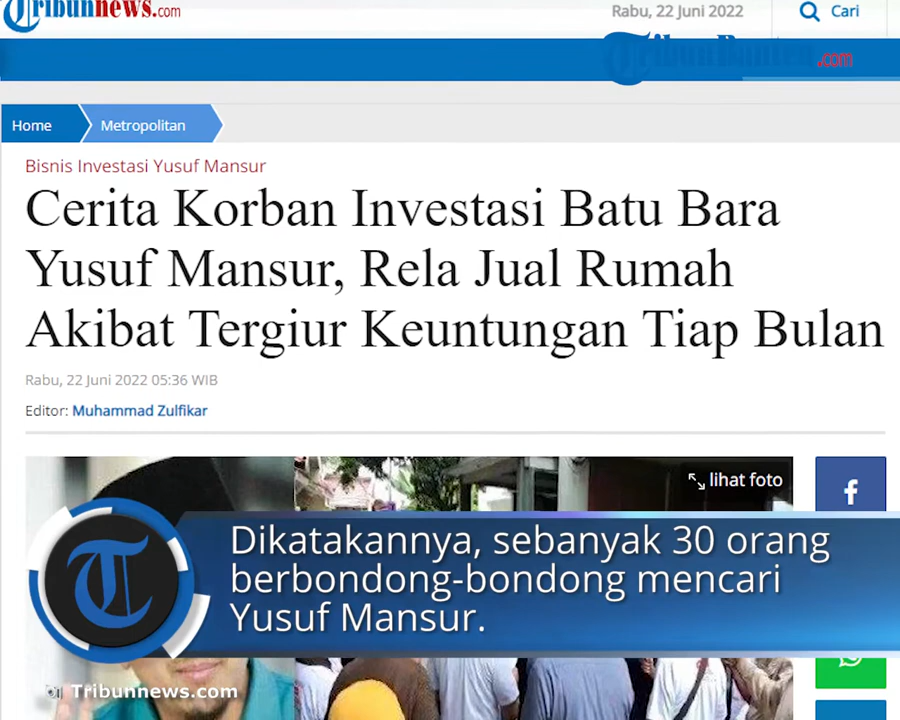 Tribunnews.com
Rabu, 22 Juni 2022
Cari
TribunBanten.com
Home
Metropolitan
Bisnis Investasi Yusuf Mansur
Cerita Korban Investasi Batu Bara
Yusuf Mansur, Rela Jual Rumah
Akibat Tergiur Keuntungan Tiap Bulan
Rabu, 22 Juni 2022 05:36 WIB
Editor: Muhammad Zulfikar
lihat foto
f
T
Dikatakannya, sebanyak 30 orang
berbondong-bondong mencari
Yusuf Mansur.
Tribunnews.com